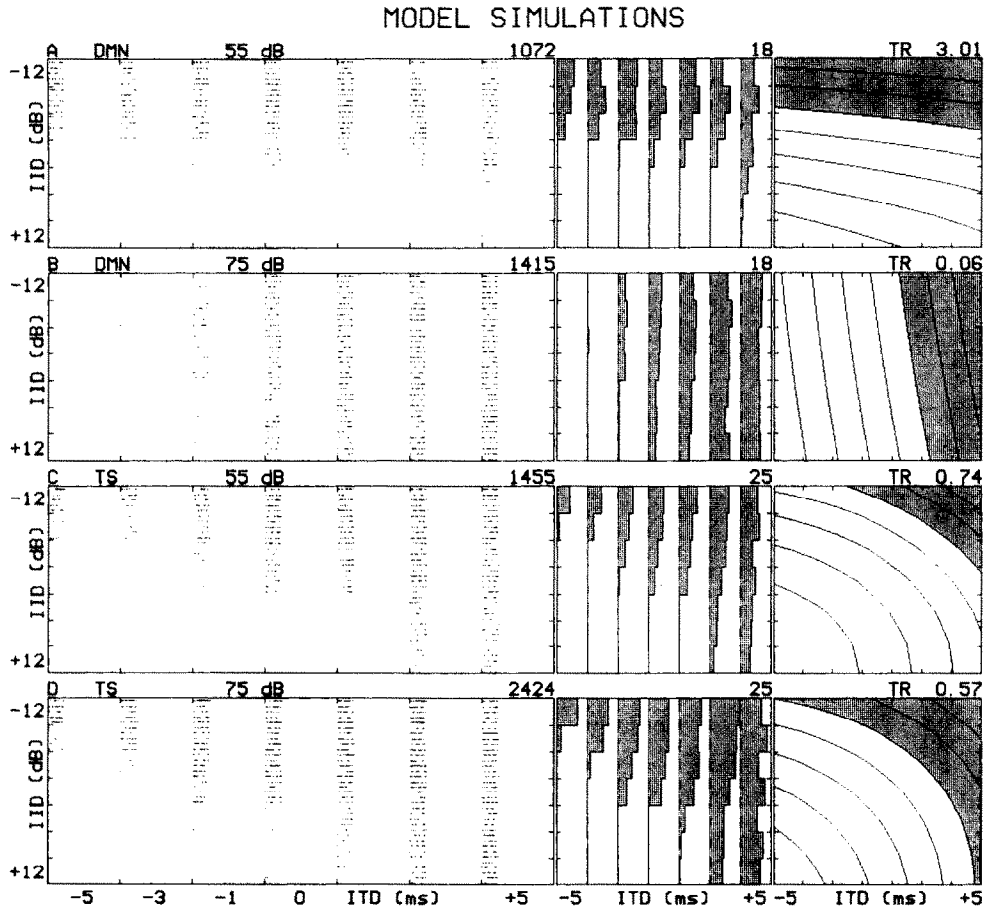 MODEL SIMULATIONS
A DMN 55 dB 1072 18 TR 3.01
-12
IID (dB)
+12
B DMN 75 dB 1415 18 TR 0.06
-12
IID (dB)
+12
C TS 55 dB 1455 25 TR 0.74
-12
IID (dB)
+12
D TS 75 dB 2424 25 TR 0.57
-12
IID (dB)
+12
-5 -3 -1 0 ITD (ms) +5 -5 ITD (ms) +5 -5 ITD (ms) +5